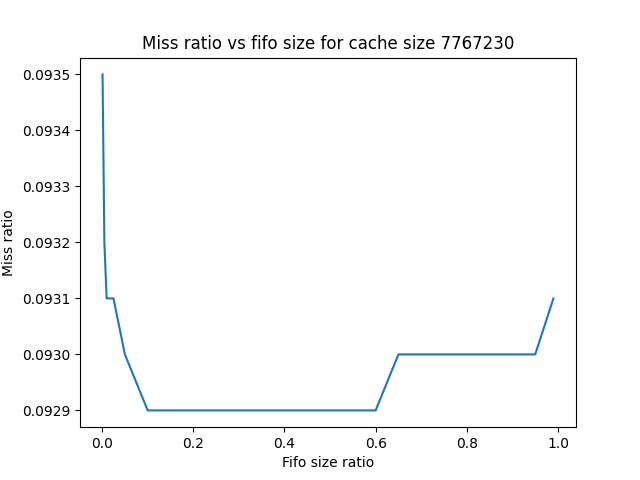 Miss ratio vs fifo size for cache size 7767230
0.0935
0.0934
0.0933
0.0932
0.0931
0.0930
0.0929
Miss ratio
0.0 0.2 0.4 0.6 0.8 1.0
Fifo size ratio